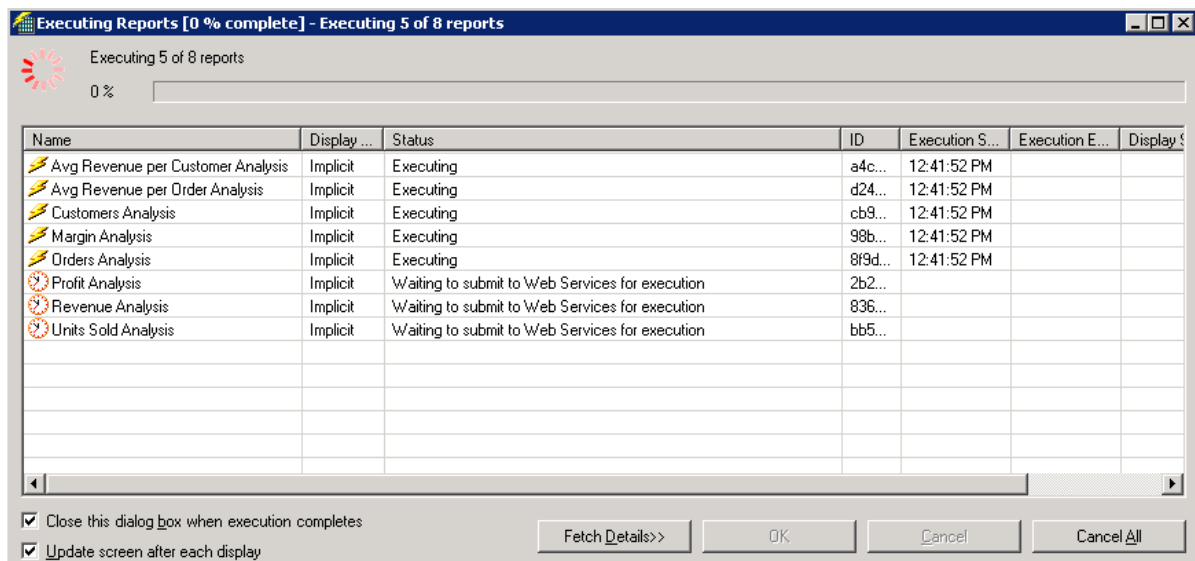 Executing Reports [0 % complete] - Executing 5 of 8 reports
Executing 5 of 8 reports
0 %
Name Display ... Status ID Execution S... Execution E... Display
Avg Revenue per Customer Analysis Implicit Executing a4c... 12:41:52 PM
Avg Revenue per Order Analysis Implicit Executing d24... 12:41:52 PM
Customers Analysis Implicit Executing cb9... 12:41:52 PM
Margin Analysis Implicit Executing 98b... 12:41:52 PM
Orders Analysis Implicit Executing 8f9d... 12:41:52 PM
Profit Analysis Implicit Waiting to submit to Web Services for execution 2b2...
Revenue Analysis Implicit Waiting to submit to Web Services for execution 836...
Units Sold Analysis Implicit Waiting to submit to Web Services for execution bb5...
Close this dialog box when execution completes
Update screen after each display
Fetch Details>> OK Cancel Cancel All